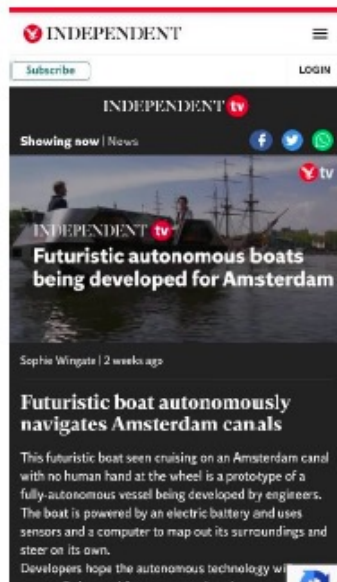 INDEPENDENT
Subscribe
LOGIN
INDEPENDENT tv
Showing now | News
tv
INDEPENDENT tv
Futuristic autonomous boats
being developed for Amsterdam
Sophie Wingate | 2 weeks ago
Futuristic boat autonomously
navigates Amsterdam canals
This futuristic boat seen cruising on an Amsterdam canal
with no human hand at the wheel is a prototype of a
fully-autonomous vessel being developed by engineers.
The boat is powered by an electric battery and uses
sensors and a computer to map out its surroundings and
steer on its own.
Developers hope the autonomous technology